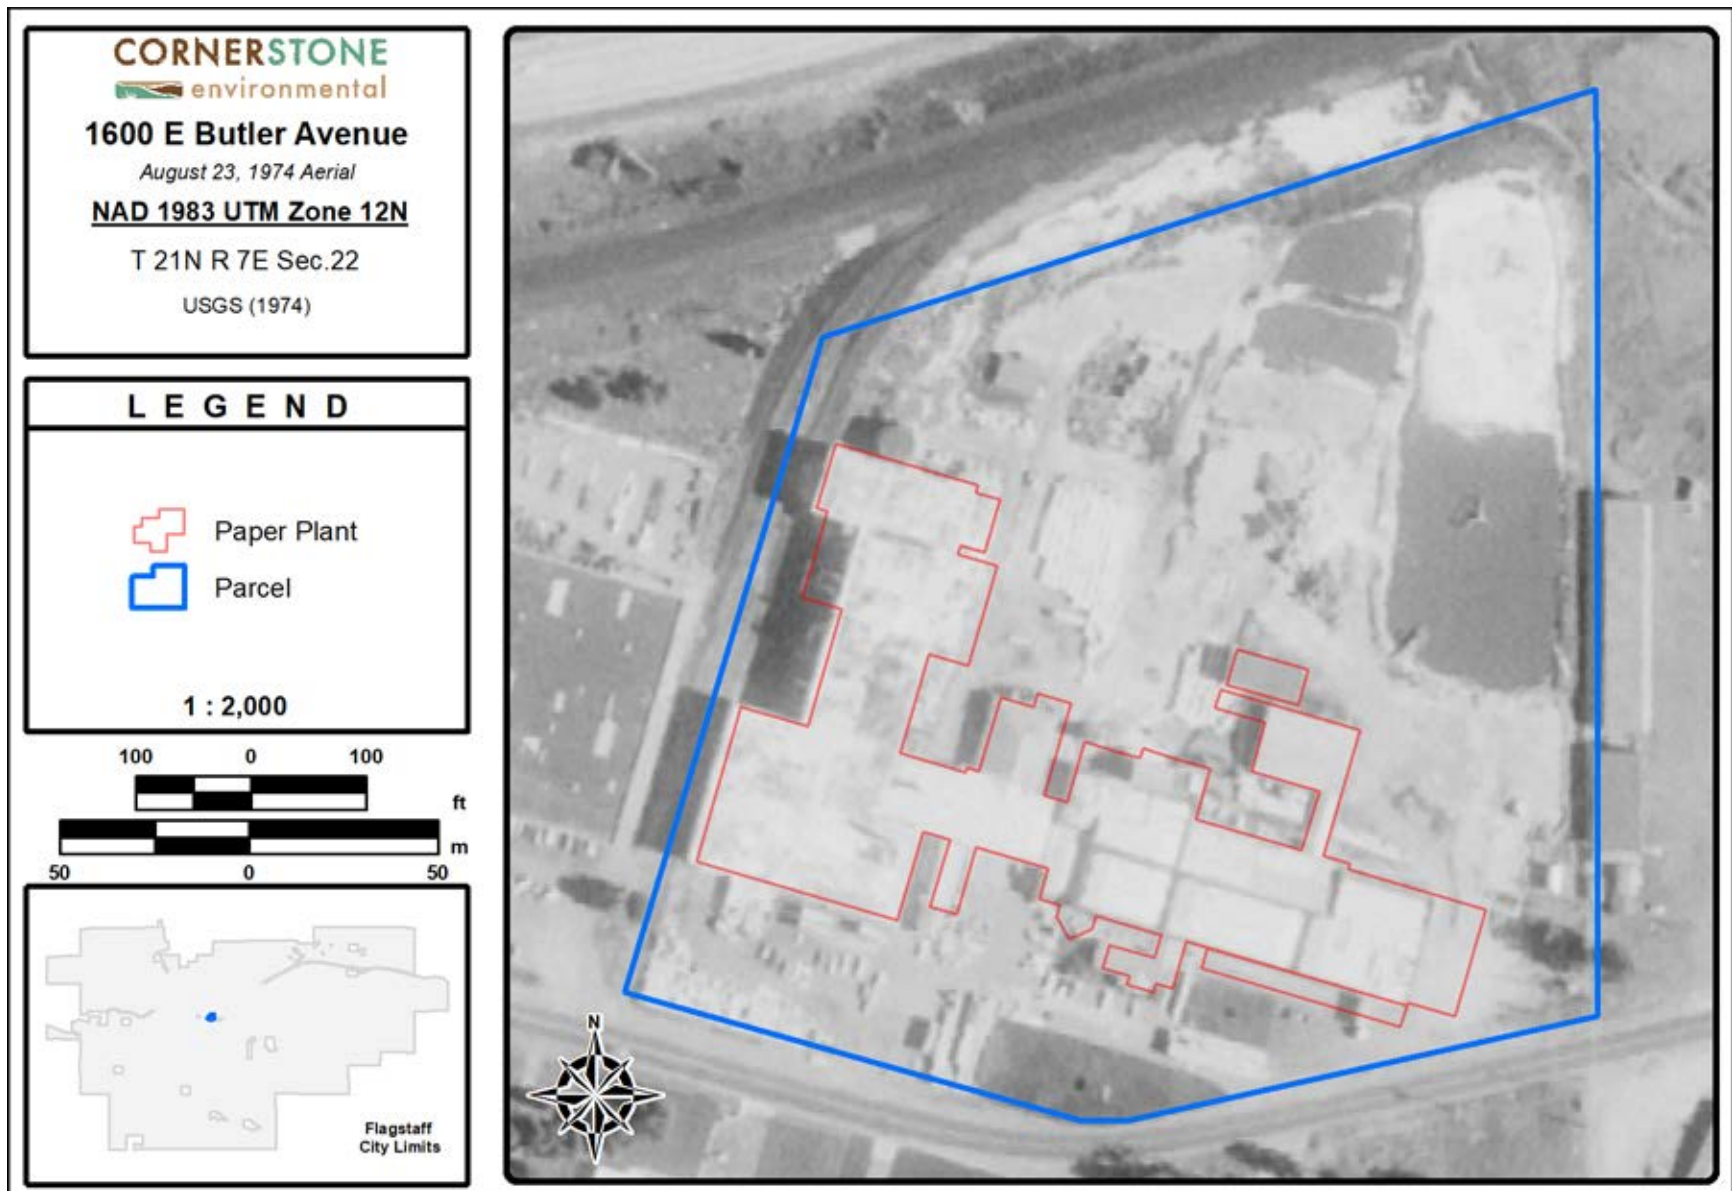 CORNERSTONE
environmental
1600 E Butler Avenue
August 23, 1974 Aerial
NAD 1983 UTM Zone 12N
T 21N R 7E Sec.22
USGS (1974)
LEGEND
Paper Plant
Parcel
1 : 2,000
100 0 100
ft
m
50 0 50
Flagstaff
City Limits
N